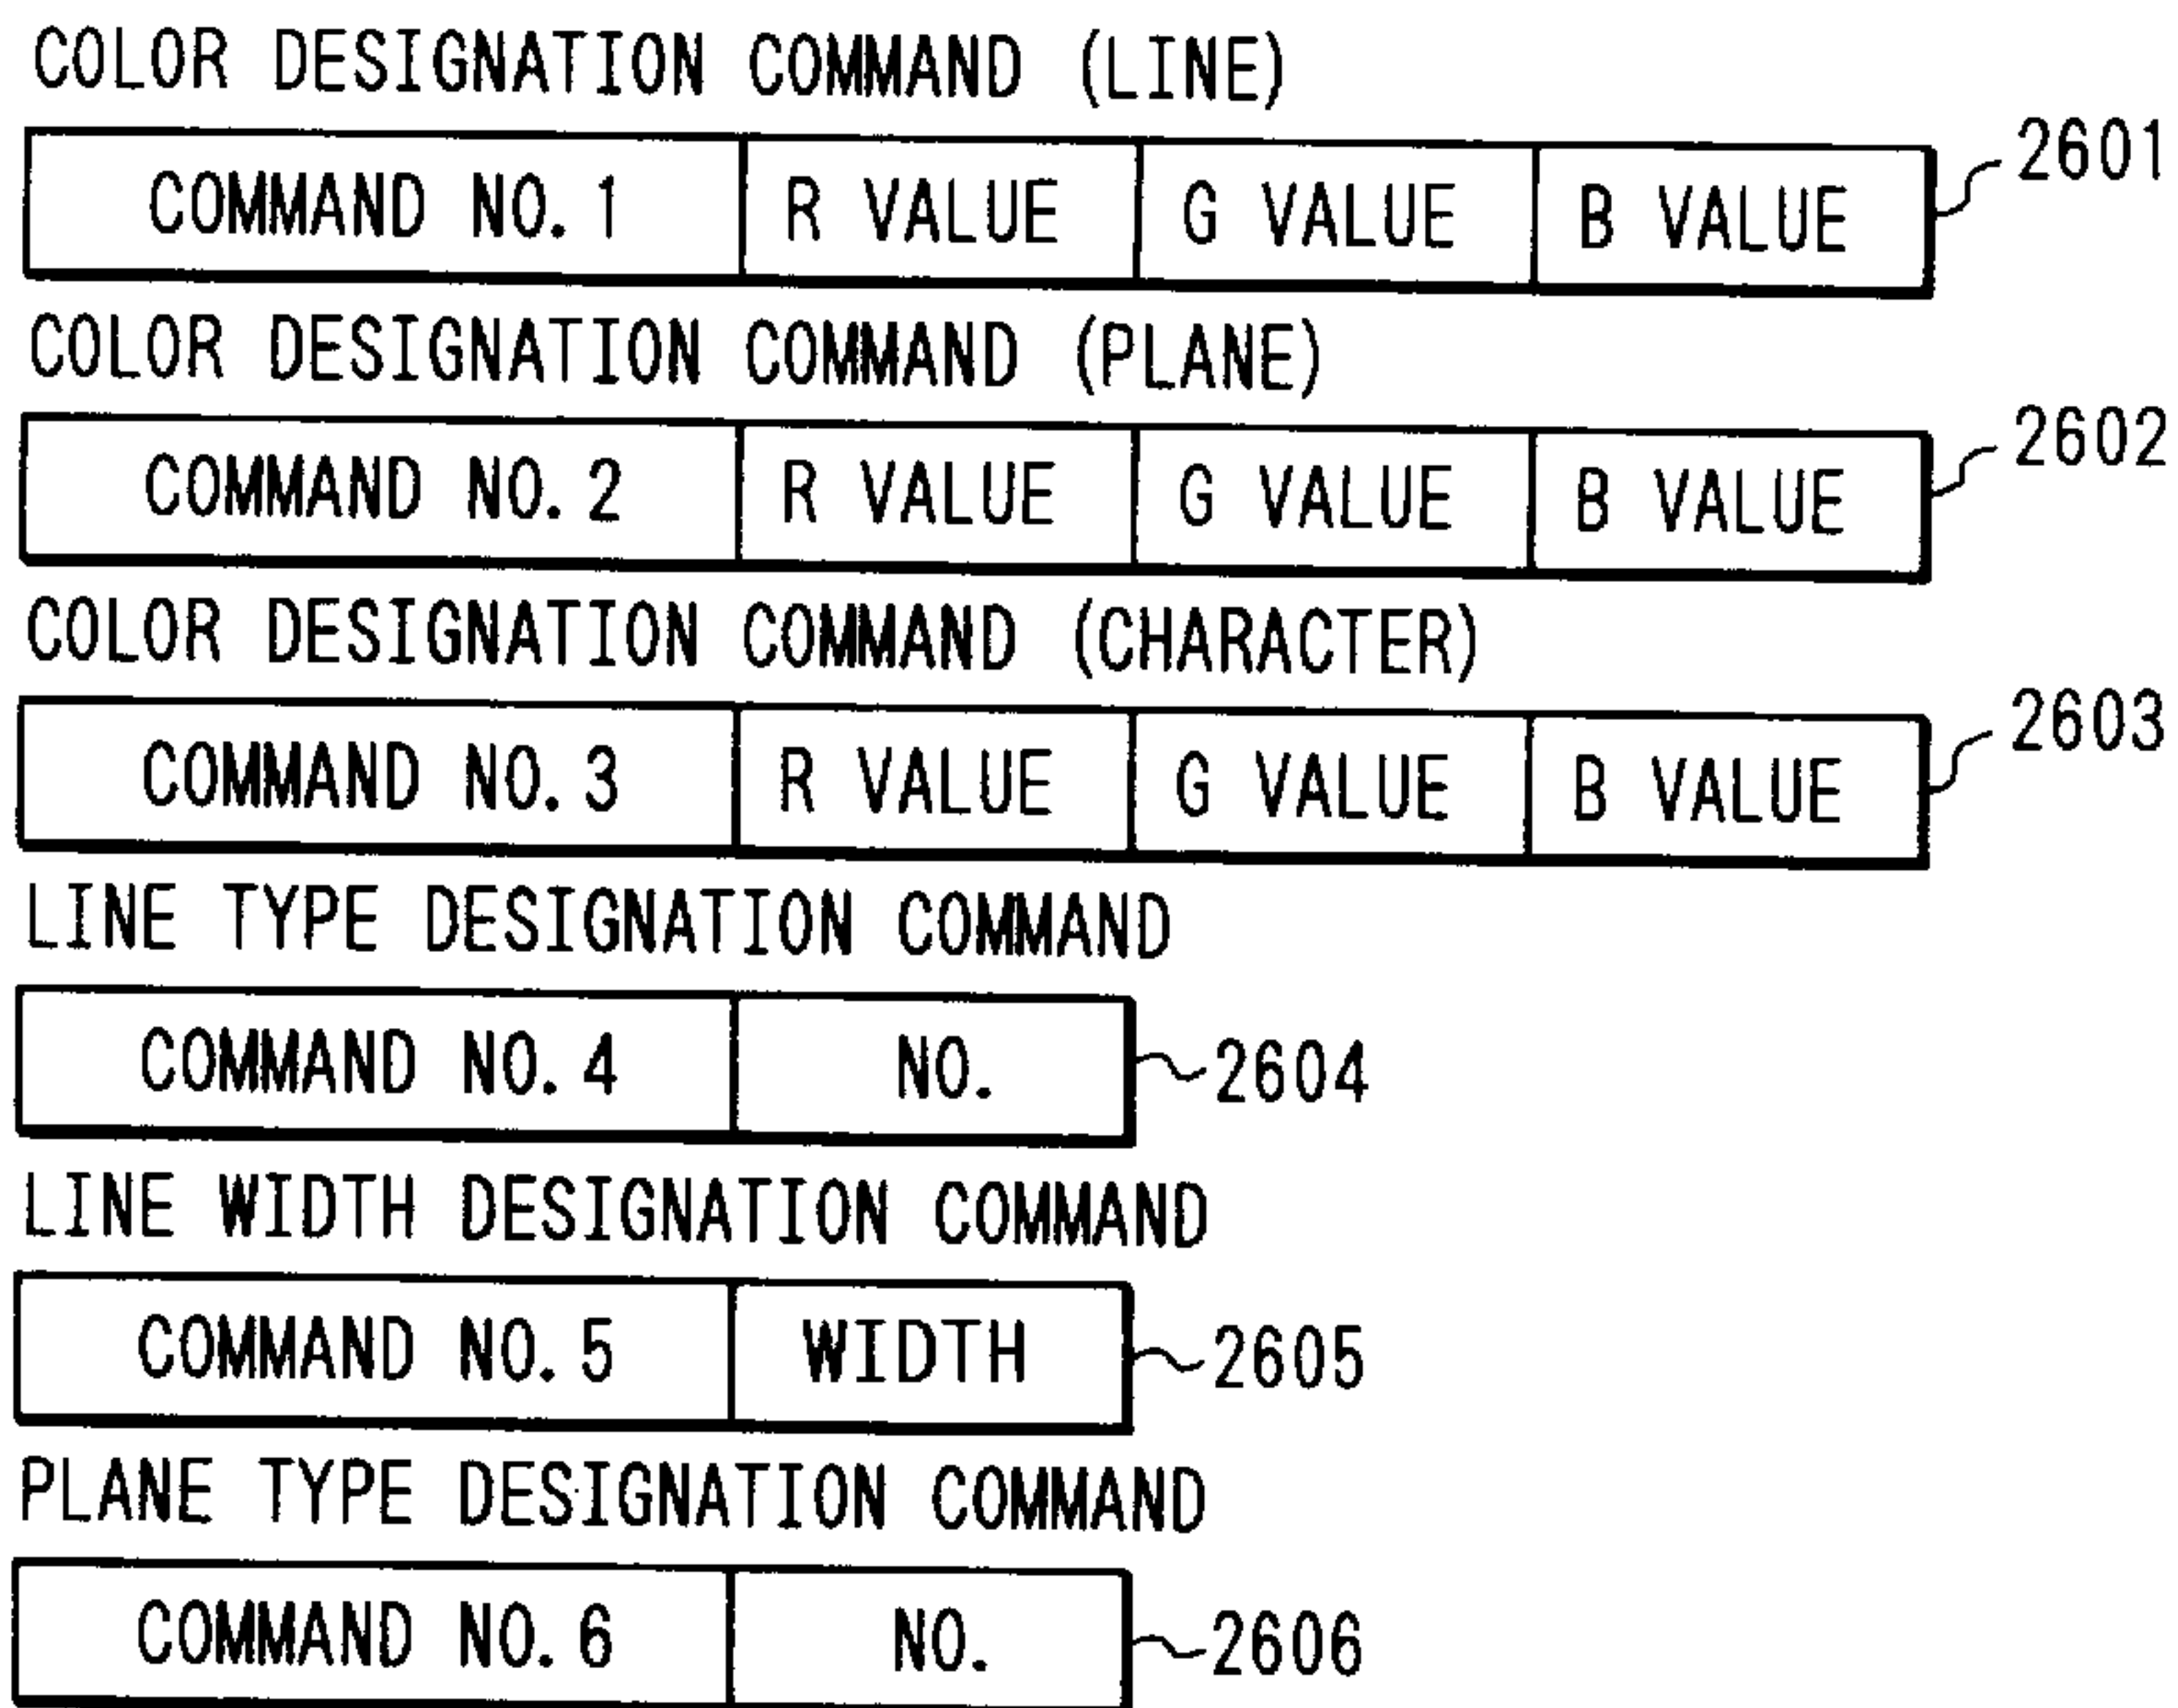 COLOR DESIGNATION COMMAND (LINE)
COMMAND NO. 1 R VALUE G VALUE B VALUE 2601
COLOR DESIGNATION COMMAND (PLANE)
COMMAND NO. 2 R VALUE G VALUE B VALUE 2602
COLOR DESIGNATION COMMAND (CHARACTER)
COMMAND NO. 3 R VALUE G VALUE B VALUE 2603
LINE TYPE DESIGNATION COMMAND
COMMAND NO. 4 NO. 2604
LINE WIDTH DESIGNATION COMMAND
COMMAND NO. 5 WIDTH 2605
PLANE TYPE DESIGNATION COMMAND
COMMAND NO. 6 NO. 2606